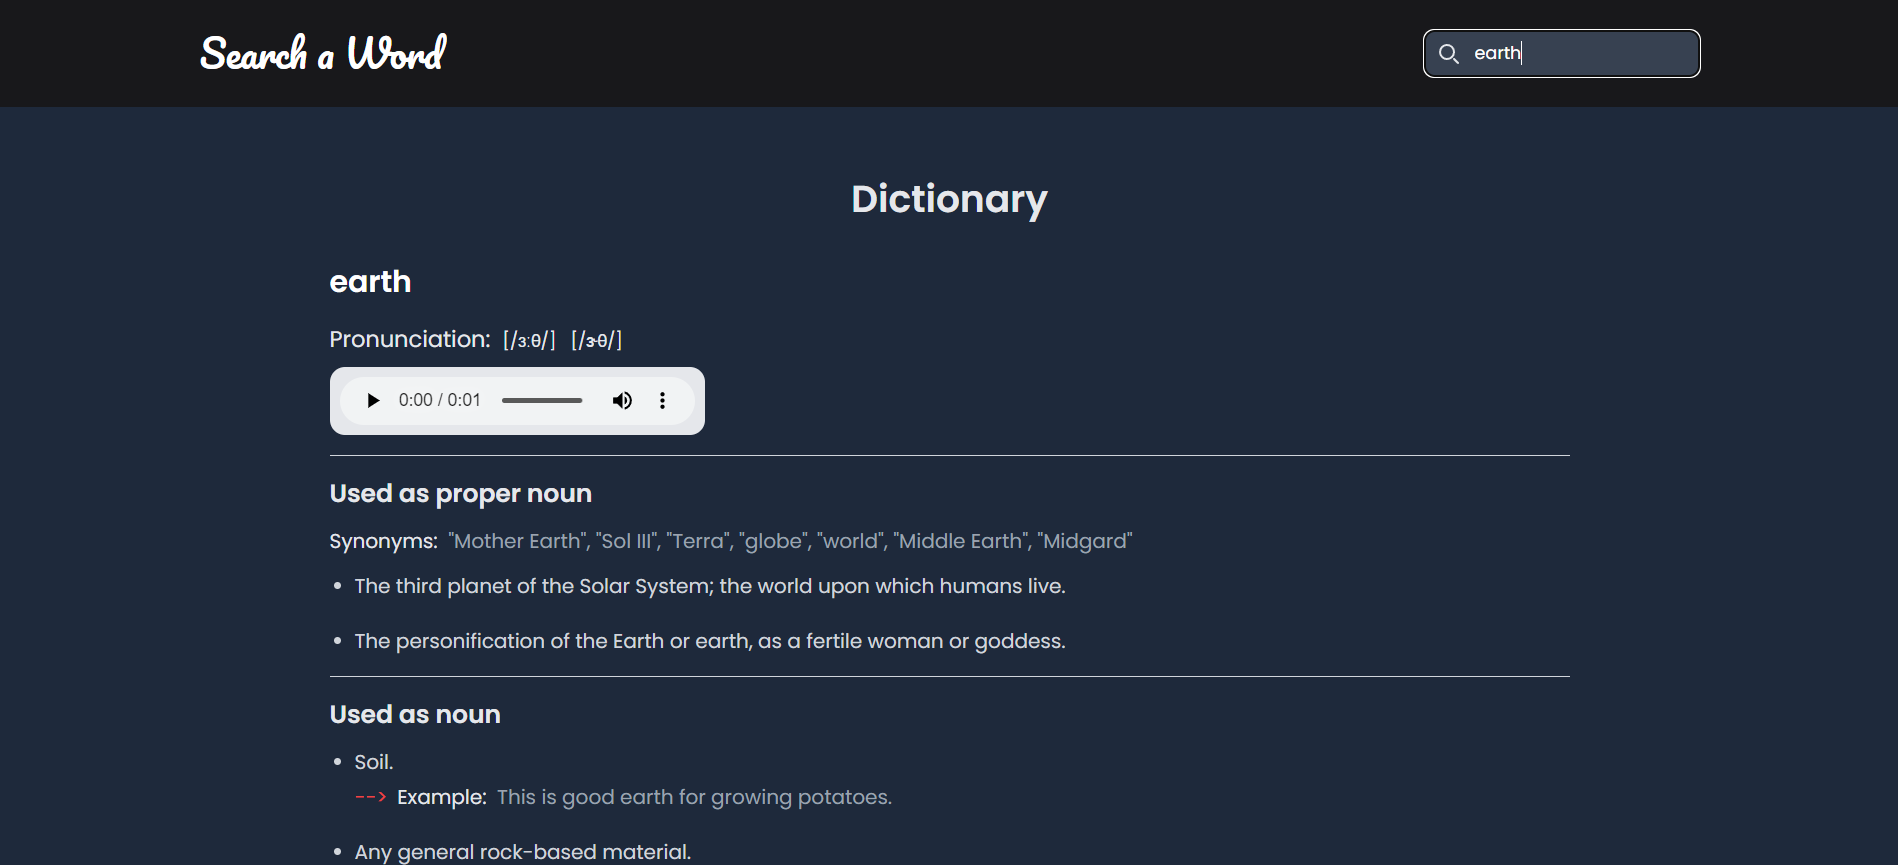 Search a Word
earth
Dictionary
earth
Pronunciation: [/ɜːθ/] [/ɝθ/]
0:00 / 0:01
Used as proper noun
Synonyms: "Mother Earth", "Sol III", "Terra", "globe", "world", "Middle Earth", "Midgard"
• The third planet of the Solar System; the world upon which humans live.
• The personification of the Earth or earth, as a fertile woman or goddess.
Used as noun
• Soil.
--> Example: This is good earth for growing potatoes.
• Any general rock-based material.